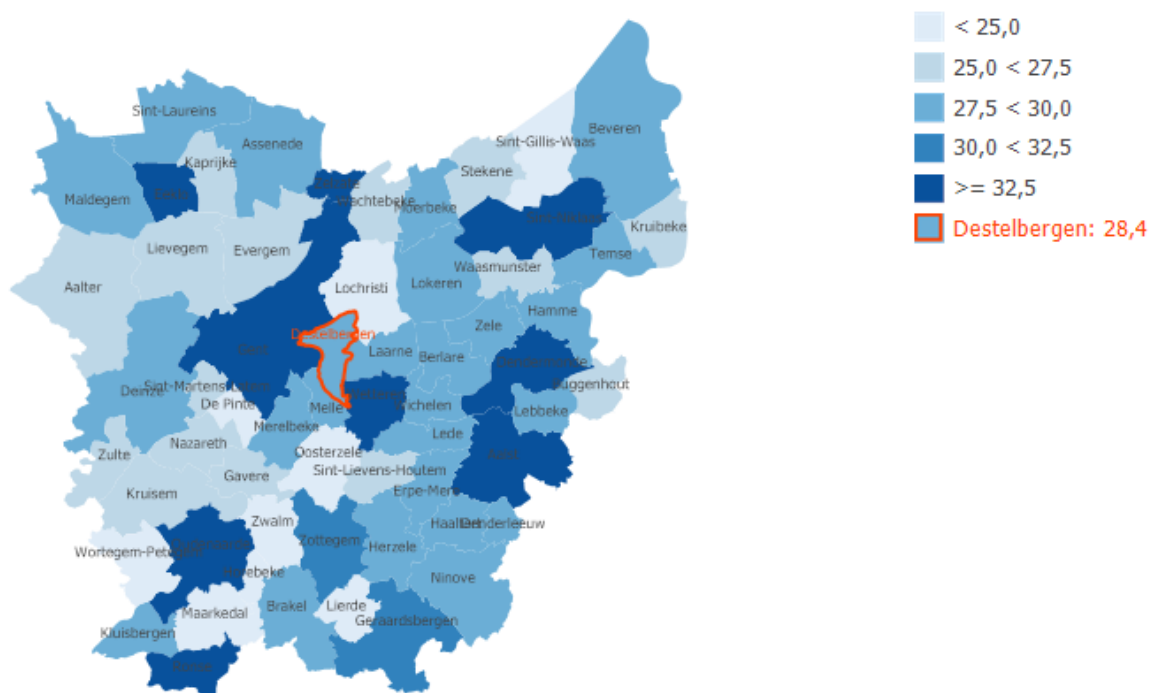 < 25,0
25,0 < 27,5
27,5 < 30,0
30,0 < 32,5
>= 32,5
Destelbergen: 28,4
Sint-Laureins
Assenede
Beveren
Sint-Gillis-Waas
Kaprijke
Stekene
Maldegem
Moerbeke
Kruibeke
Lievegem
Evergem
Temse
Waasmunster
Aalter
Lochristi
Lokeren
Hamme
Zele
Destelbergen
Laarne
Berlare
Deinze
De Pinte
Melle
Lebbeke
Merelbeke
Lede
Nazareth
Zulte
Oosterzele
Gavere
Sint-Lievens-Houtem
Kruisem
Zwalm
Zottegem
Herzele
Ninove
Brakel
Lierde
Maarkedal
Geraardsbergen
Kluisbergen